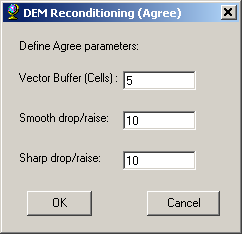 DEM Reconditioning (Agree)
Define Agree parameters:
Vector Buffer (Cells) : 5
Smooth drop/raise: 10
Sharp drop/raise: 10
OK Cancel